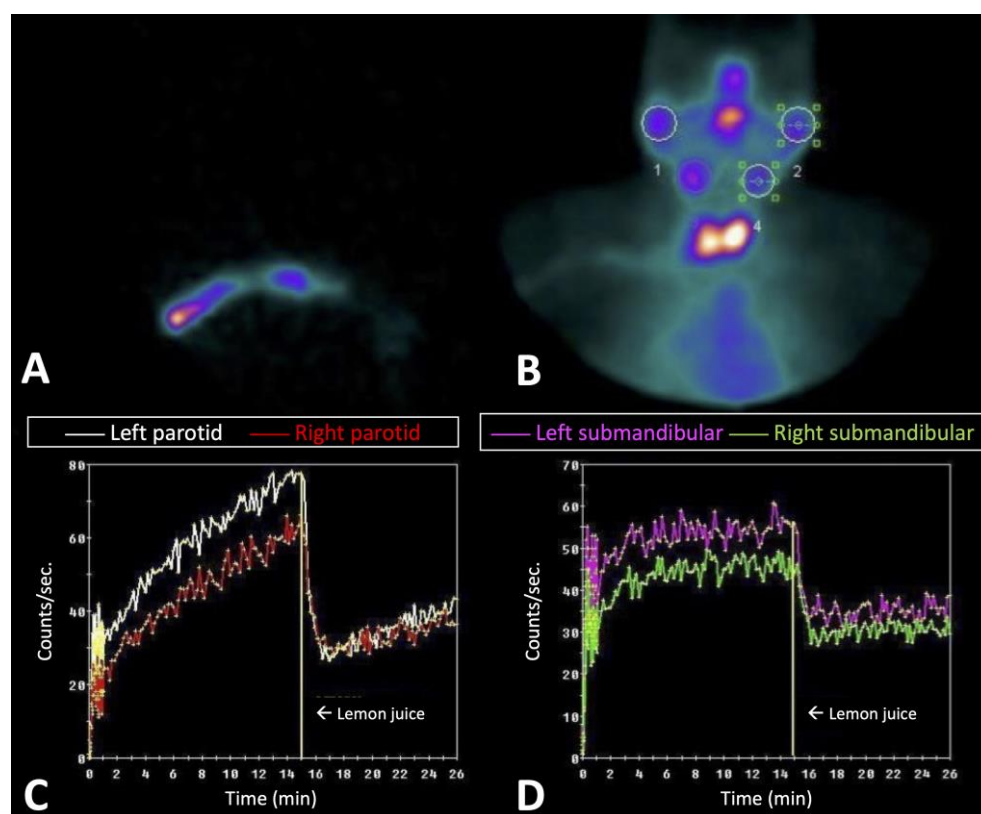 1
2
4
A
B
Left parotid Right parotid
Left submandibular Right submandibular
80
60
40
20
0
Counts/sec.
0 2 4 6 8 10 12 14 16 18 20 22 24 26
Time (min)
← Lemon juice
C
70
60
50
40
30
20
10
0
Counts/sec.
0 2 4 6 8 10 12 14 16 18 20 22 24 26
Time (min)
← Lemon juice
D